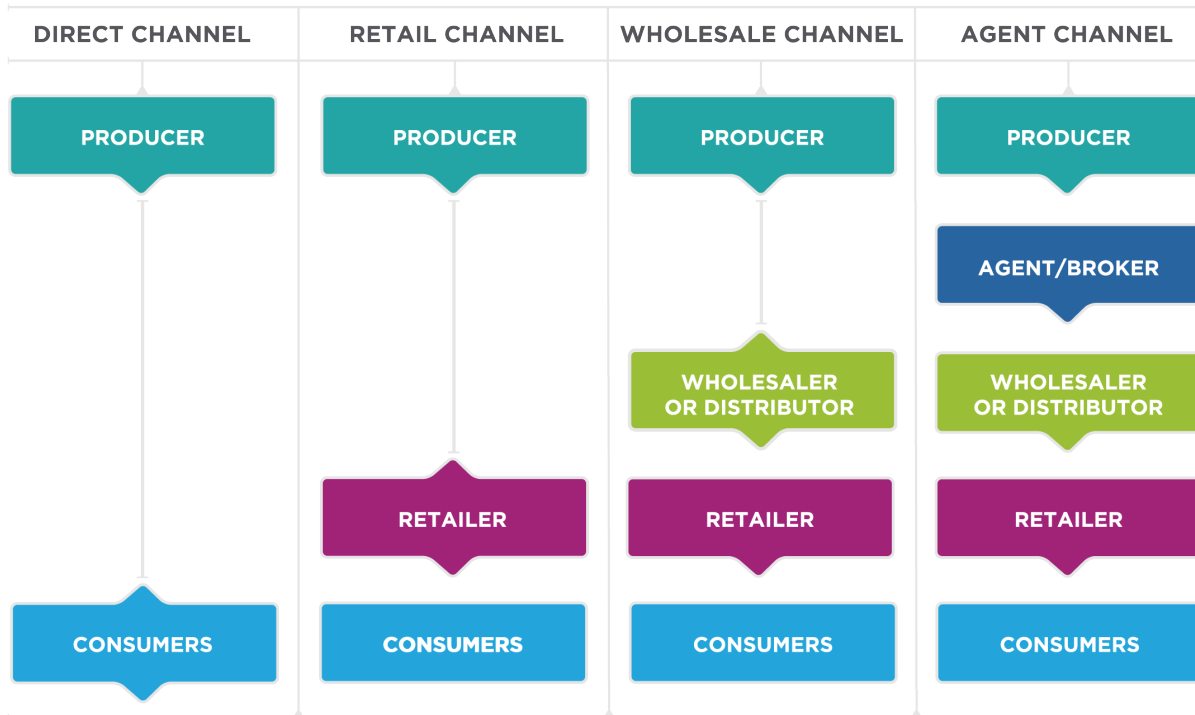 DIRECT CHANNEL
RETAIL CHANNEL
WHOLESALE CHANNEL
AGENT CHANNEL
PRODUCER
PRODUCER
PRODUCER
PRODUCER
AGENT/BROKER
WHOLESALER
OR DISTRIBUTOR
WHOLESALER
OR DISTRIBUTOR
RETAILER
RETAILER
RETAILER
CONSUMERS
CONSUMERS
CONSUMERS
CONSUMERS